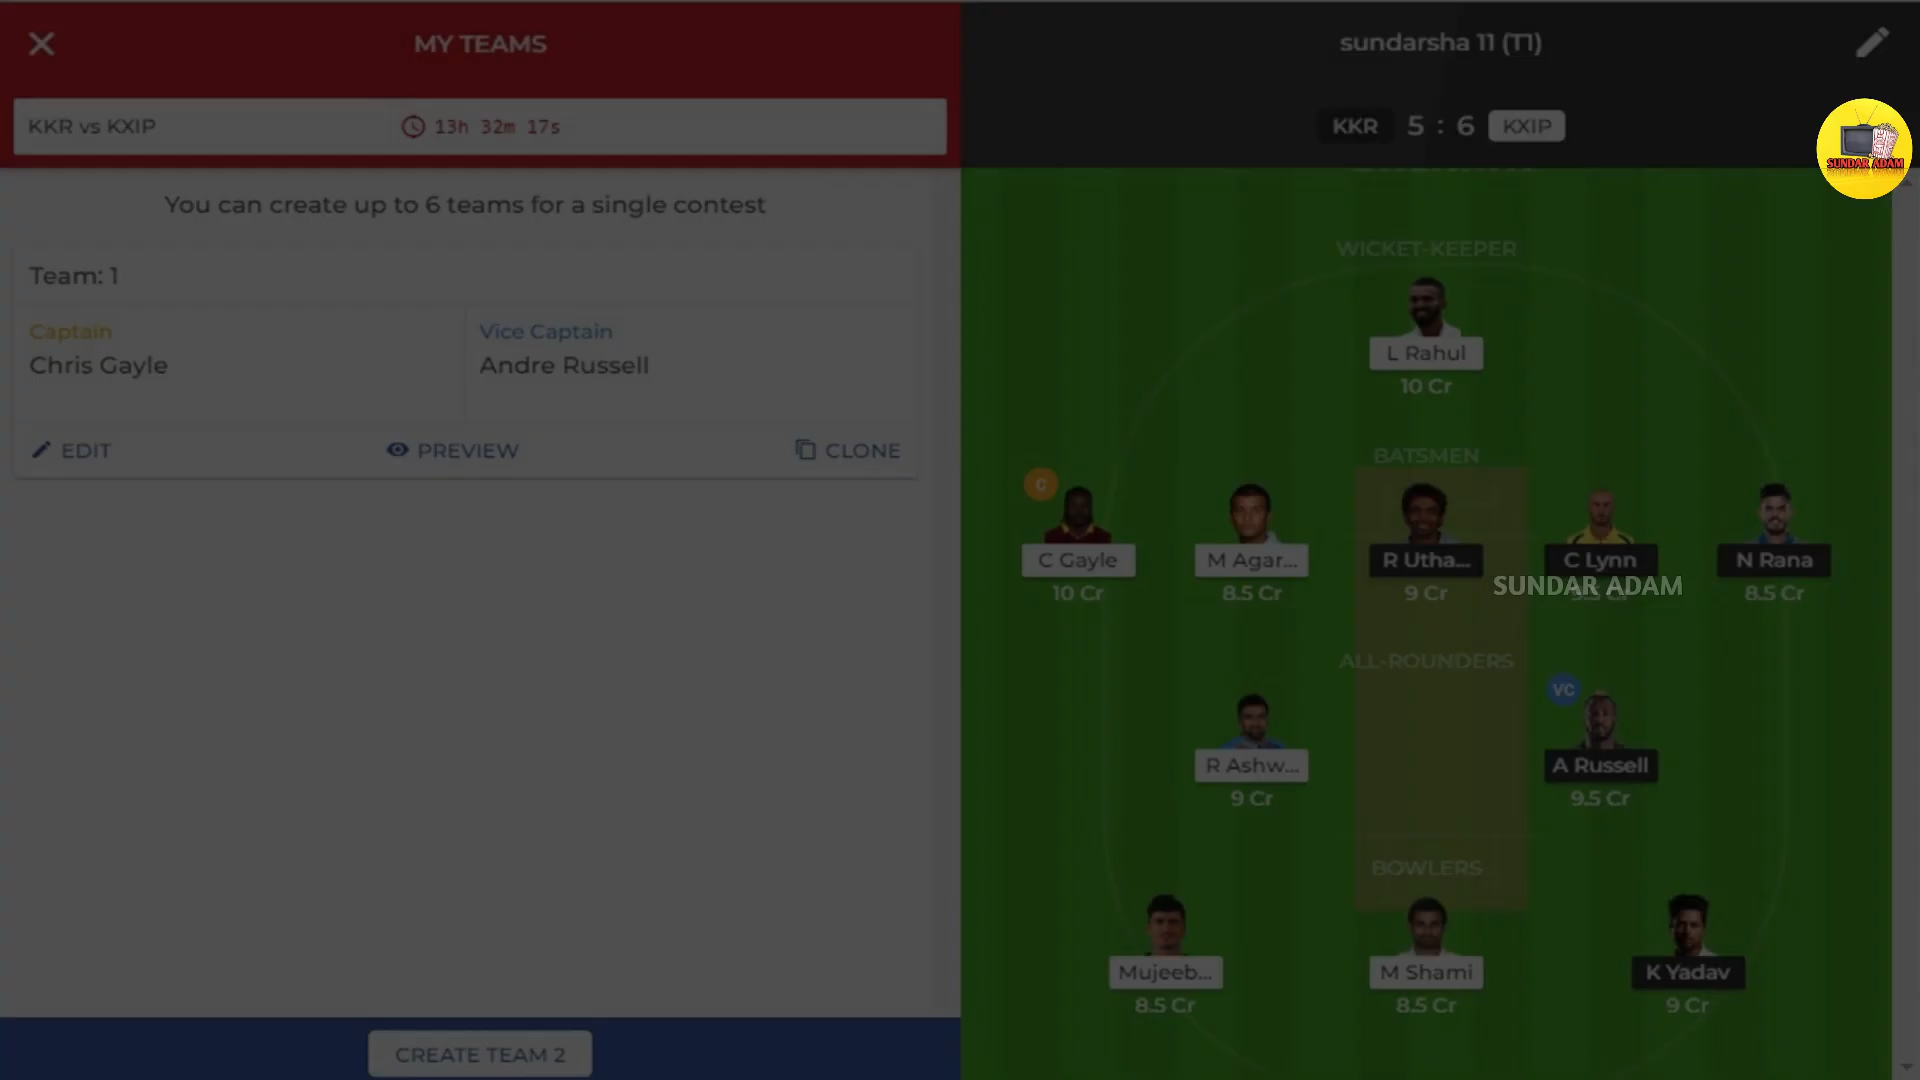 MY TEAMS
KKR vs KXIP
13h 32m 17s
You can create up to 6 teams for a single contest
Team: 1
Captain
Chris Gayle
Vice Captain
Andre Russell
EDIT
PREVIEW
CLONE
CREATE TEAM 2
sundarsha 11 (T1)
KKR 5 : 6 KXIP
SUNDAR ADAM
WICKET-KEEPER
L Rahul
10 Cr
BATSMEN
C
C Gayle
M Agar...
R Utha...
C Lynn
N Rana
10 Cr
8.5 Cr
9 Cr
SUNDAR ADAM
8.5 Cr
ALL-ROUNDERS
VC
R Ashw...
A Russell
9 Cr
9.5 Cr
BOWLERS
Mujeeb...
M Shami
K Yadav
8.5 Cr
8.5 Cr
9 Cr